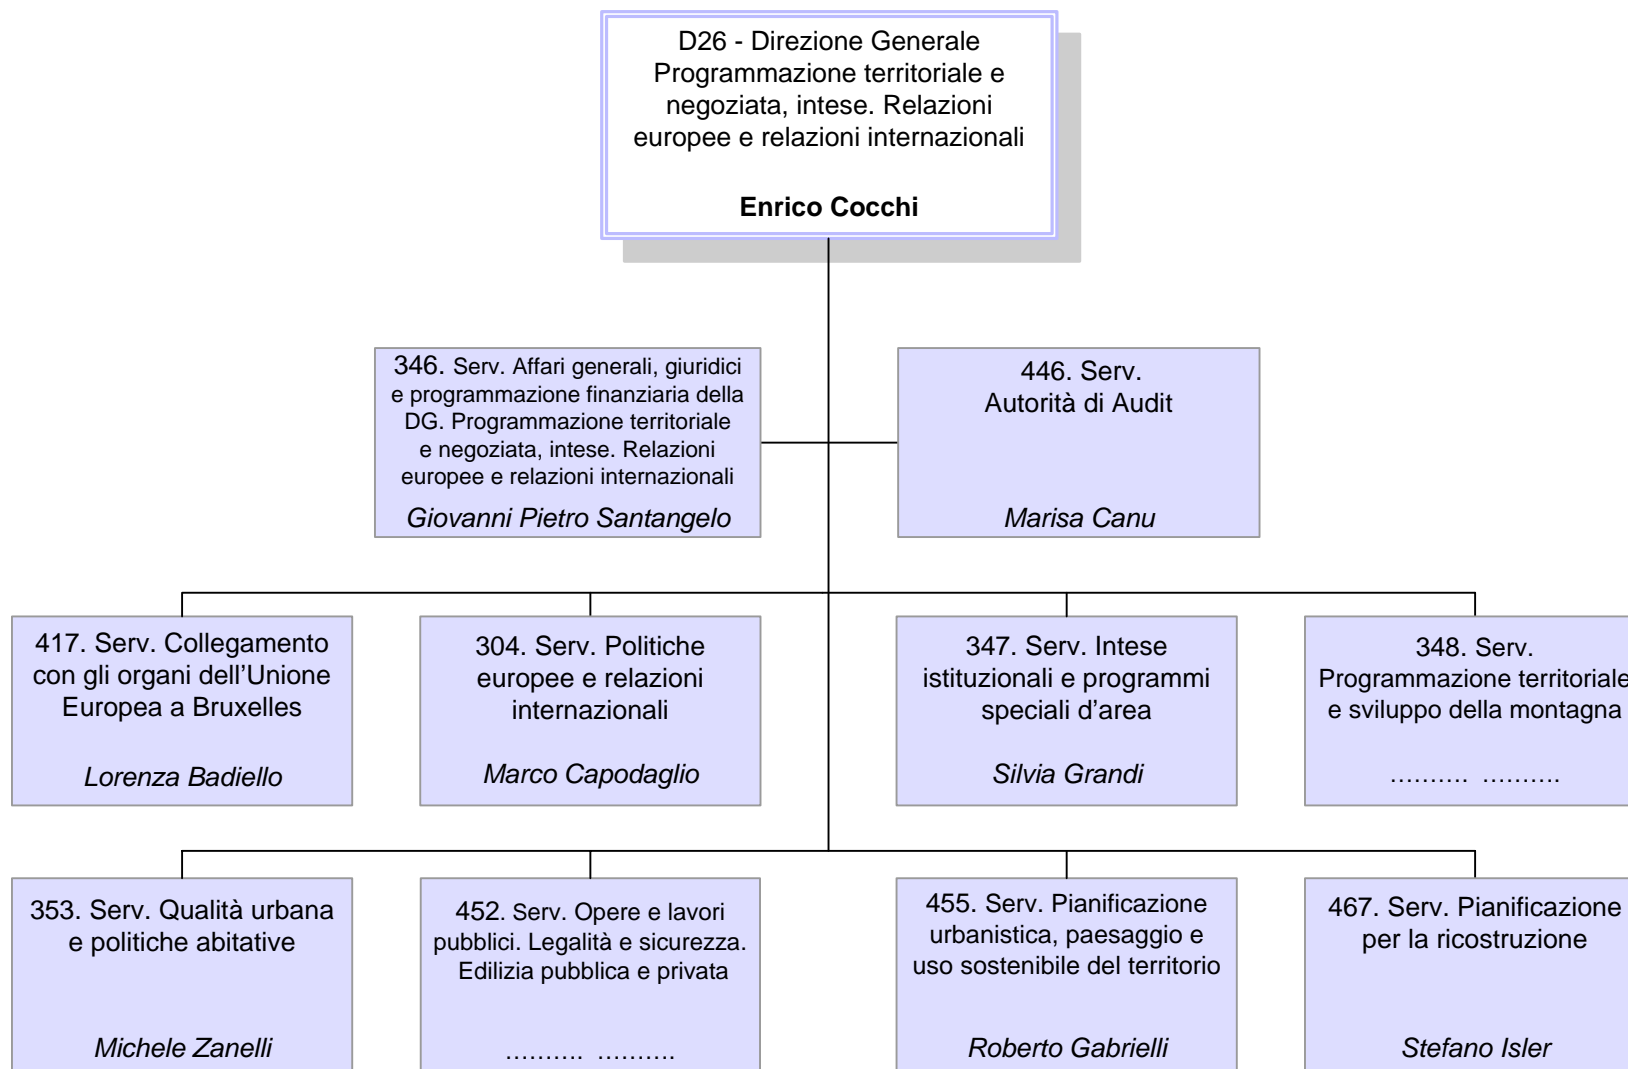 D26 - Direzione Generale
Programmazione territoriale e
negoziata, intese. Relazioni
europee e relazioni internazionali
Enrico Cocchi
346. Serv. Affari generali, giuridici
e programmazione finanziaria della
DG. Programmazione territoriale
e negoziata, intese. Relazioni
europee e relazioni internazionali
Giovanni Pietro Santangelo
446. Serv.
Autorità di Audit
Marisa Canu
417. Serv. Collegamento
con gli organi dell’Unione
Europea a Bruxelles
Lorenza Badiello
304. Serv. Politiche
europee e relazioni
internazionali
Marco Capodaglio
347. Serv. Intese
istituzionali e programmi
speciali d’area
Silvia Grandi
348. Serv.
Programmazione territoriale
e sviluppo della montagna
………. ……….
353. Serv. Qualità urbana
e politiche abitative
Michele Zanelli
452. Serv. Opere e lavori
pubblici. Legalità e sicurezza.
Edilizia pubblica e privata
………. ……….
455. Serv. Pianificazione
urbanistica, paesaggio e
uso sostenibile del territorio
Roberto Gabrielli
467. Serv. Pianificazione
per la ricostruzione
Stefano Isler